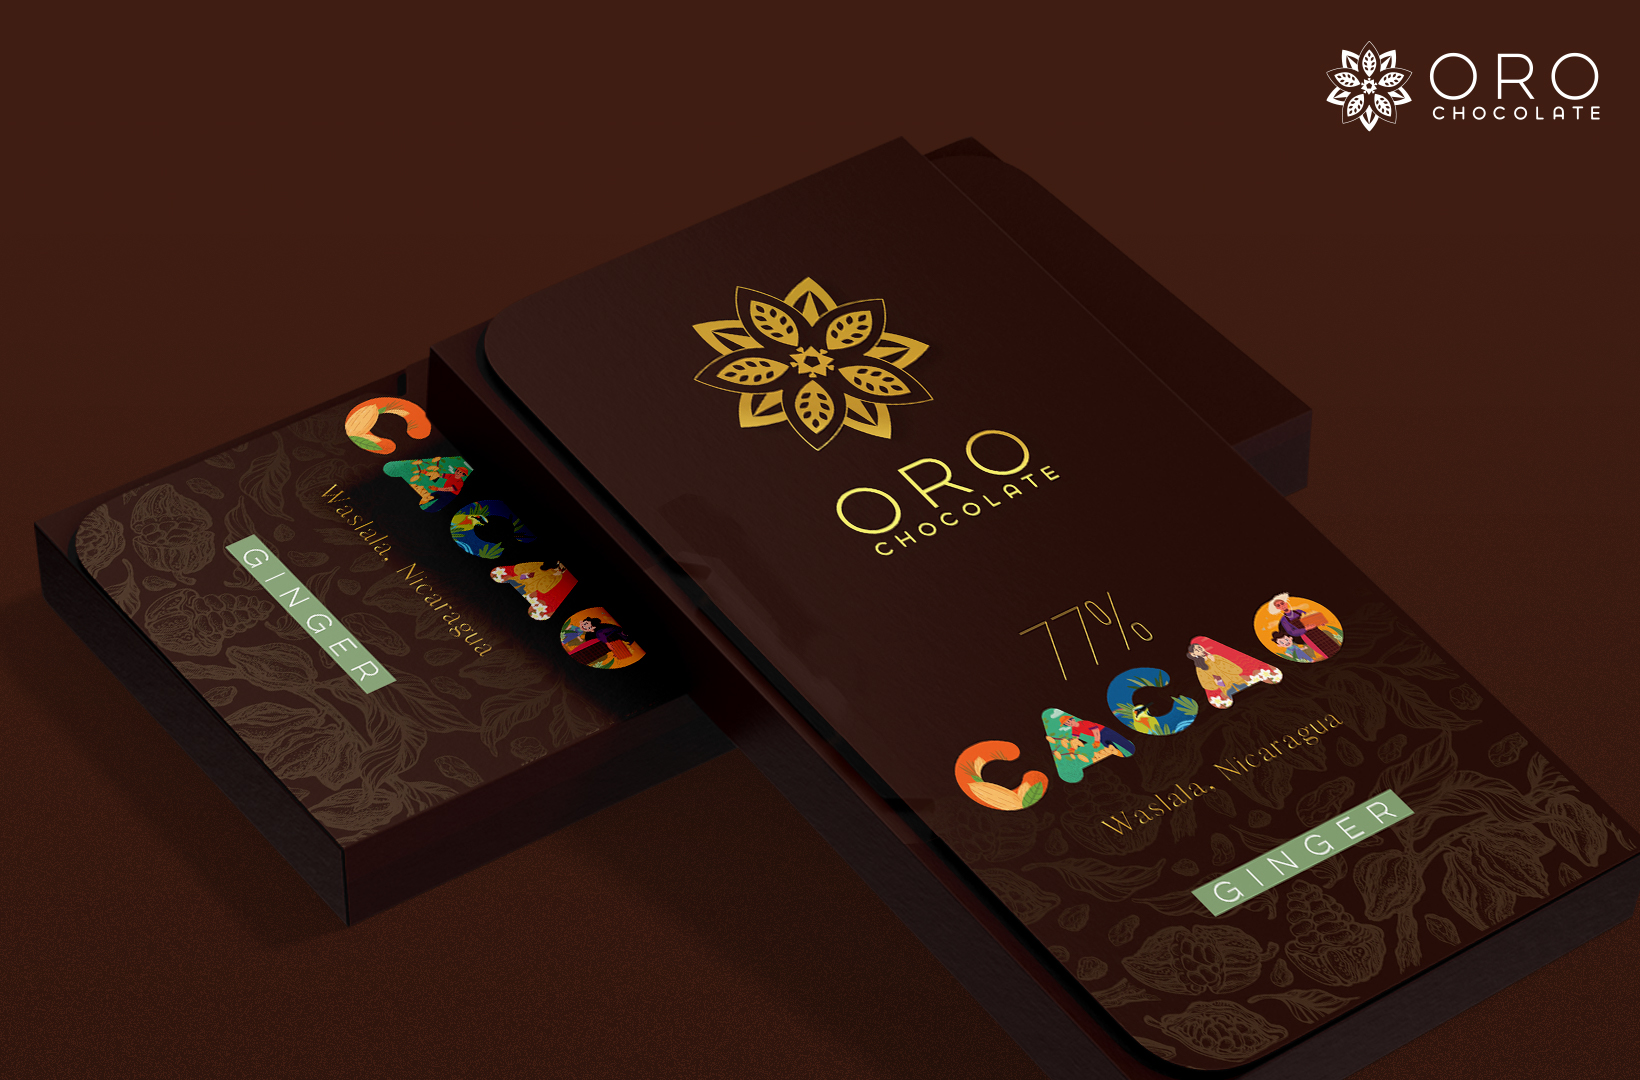 ORO
CHOCOLATE
ORO
CHOCOLATE
77%
CACAO
Waslala, Nicaragua
GINGER
CACAO
Waslala, Nicaragua
GINGER